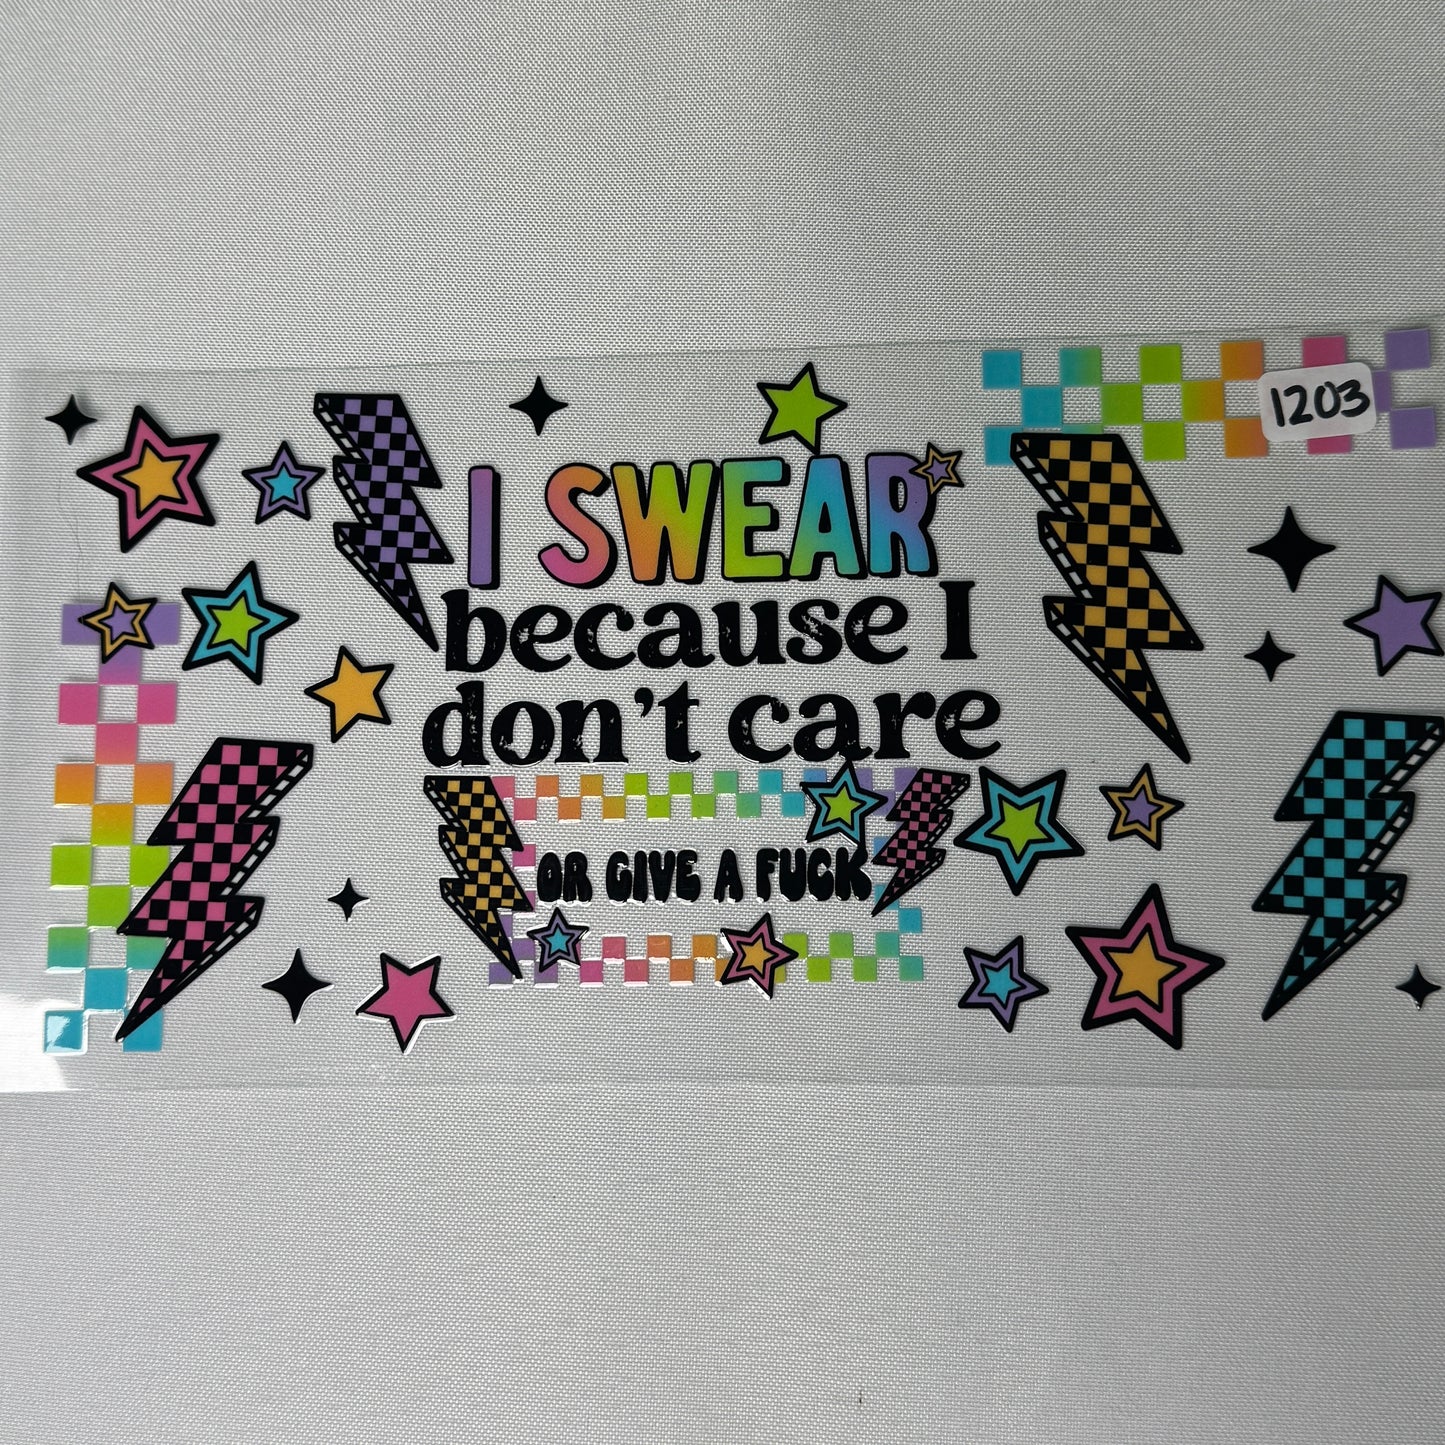 1203
I SWEAR
because I
don't care
OR GIVE A FUCK